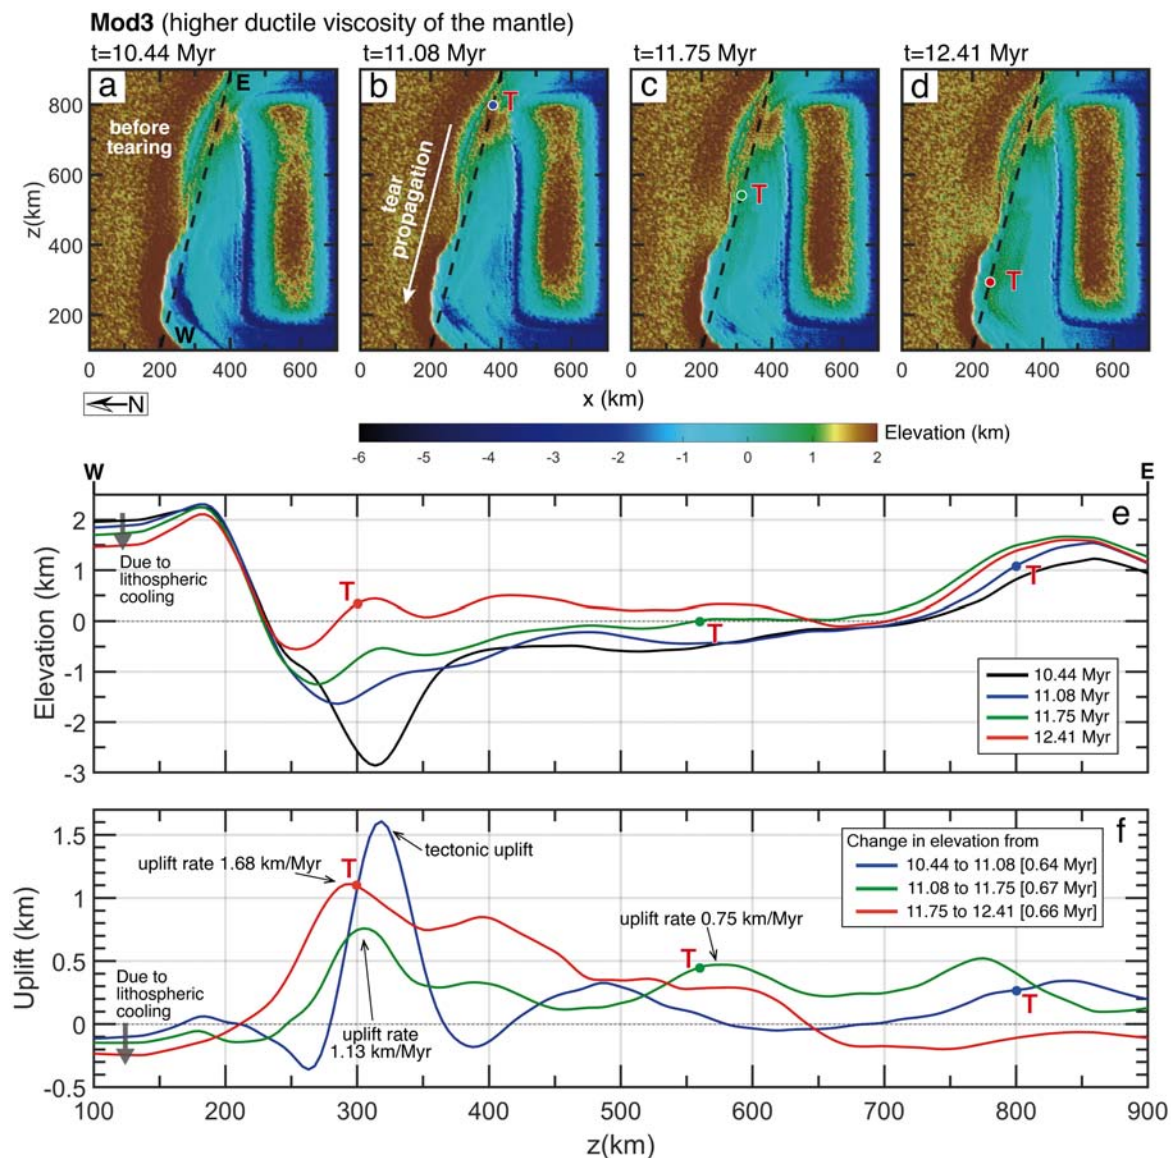 Mod3 (higher ductile viscosity of the mantle)
t=10.44 Myr
t=11.08 Myr
t=11.75 Myr
t=12.41 Myr
a
E
before
tearing
W
b
T
tear
propagation
c
T
d
T
z(km)
800
600
400
200
0 200 400 600
0 200 400 600
0 200 400 600
0 200 400 600
x (km)
N
Elevation (km)
-6 -5 -4 -3 -2 -1 0 1 2
W
E
e
Elevation (km)
2
1
0
-1
-2
-3
Due to
lithospheric
cooling
T
T
T
10.44 Myr
11.08 Myr
11.75 Myr
12.41 Myr
f
Uplift (km)
1.5
1
0.5
0
-0.5
uplift rate 1.68 km/Myr
T
tectonic uplift
uplift rate 0.75 km/Myr
T
T
Due to
lithospheric
cooling
uplift rate
1.13 km/Myr
Change in elevation from
10.44 to 11.08 [0.64 Myr]
11.08 to 11.75 [0.67 Myr]
11.75 to 12.41 [0.66 Myr]
100 200 300 400 500 600 700 800 900
z(km)